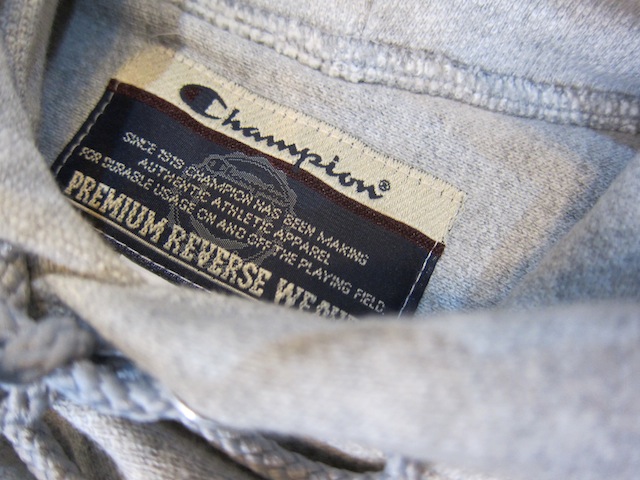 Champion®
SINCE 1919 CHAMPION HAS BEEN MAKING
AUTHENTIC ATHLETIC APPAREL
FOR DURABLE USAGE ON AND OFF THE PLAYING FIELD.
PREMIUM REVERSE